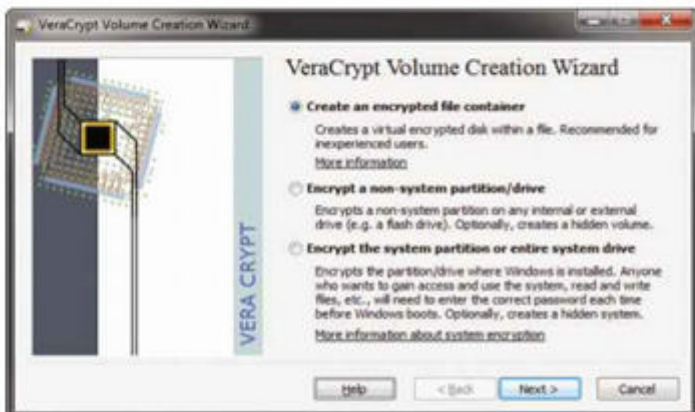 VeraCrypt Volume Creation Wizard
VERA CRYPT
VeraCrypt Volume Creation Wizard
Create an encrypted file container
Creates a virtual encrypted disk within a file. Recommended for
inexperienced users.
More information
Encrypt a non-system partition/drive
Encrypts a non-system partition on any internal or external
drive (e.g. a flash drive). Optionally, creates a hidden volume.
Encrypt the system partition or entire system drive
Encrypts the partition/drive where Windows is installed. Anyone
who wants to gain access and use the system, read and write
files, etc., will need to enter the correct password each time
before Windows boots. Optionally, creates a hidden system.
More information about system encryption
Help
< Back
Next >
Cancel